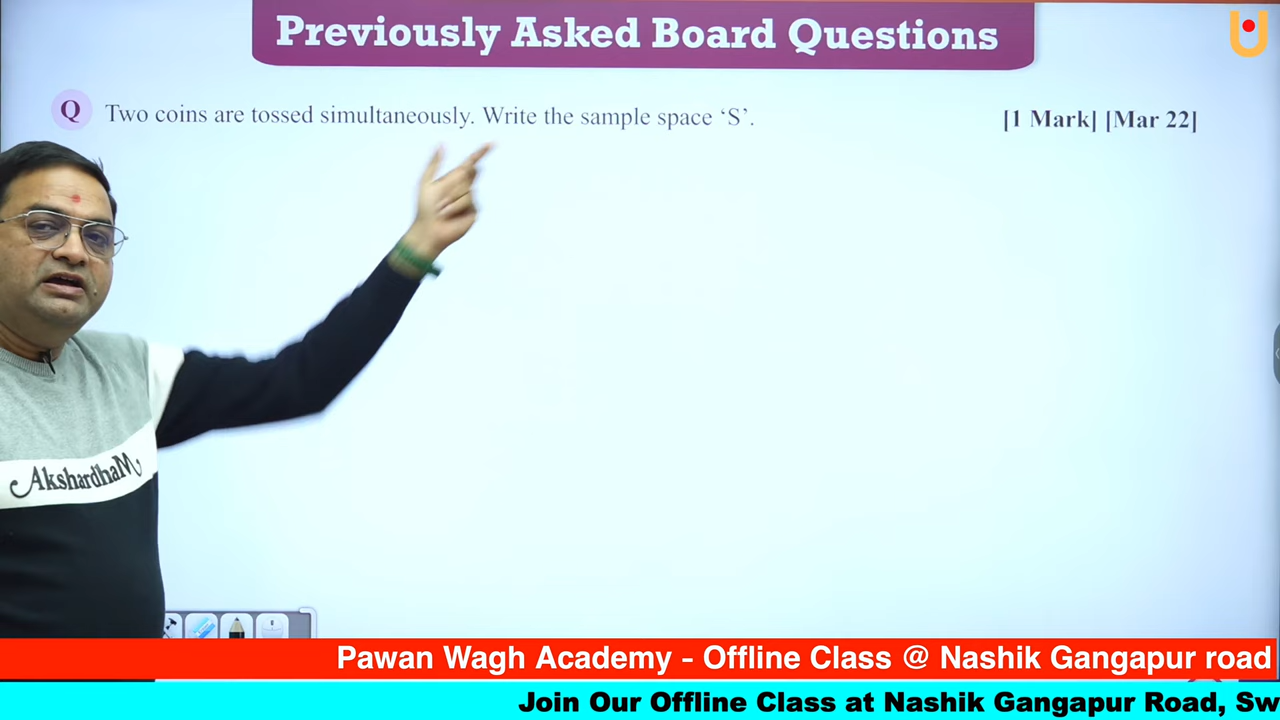 Previously Asked Board Questions
Q Two coins are tossed simultaneously. Write the sample space ‘S’. [1 Mark] [Mar 22]
AkshardhaM
Pawan Wagh Academy - Offline Class @ Nashik Gangapur road
Join Our Offline Class at Nashik Gangapur Road, Sw